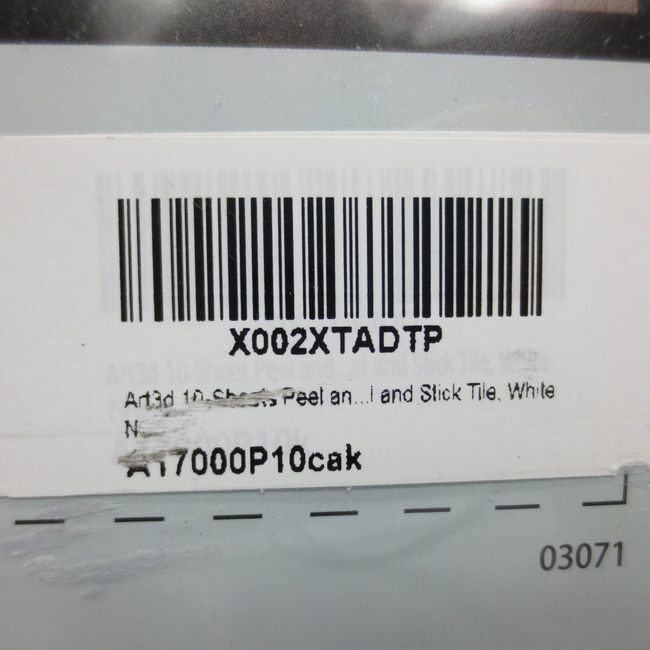 X002XTADTP
Art3d 10-Sheets Peel an...l and Stick Tile, White
A17000P10cak
03071